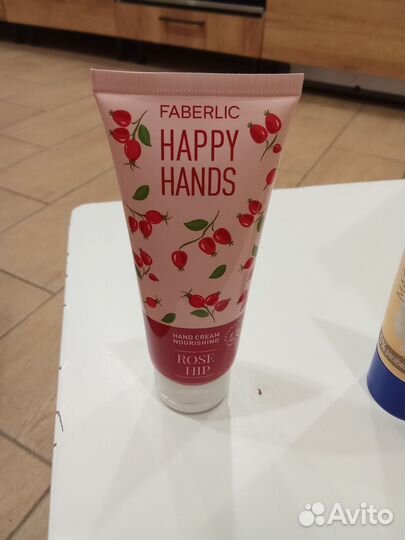 FABERLIC
HAPPY
HANDS
HAND CREAM
NOURISHING
ROSE
HIP
Avito